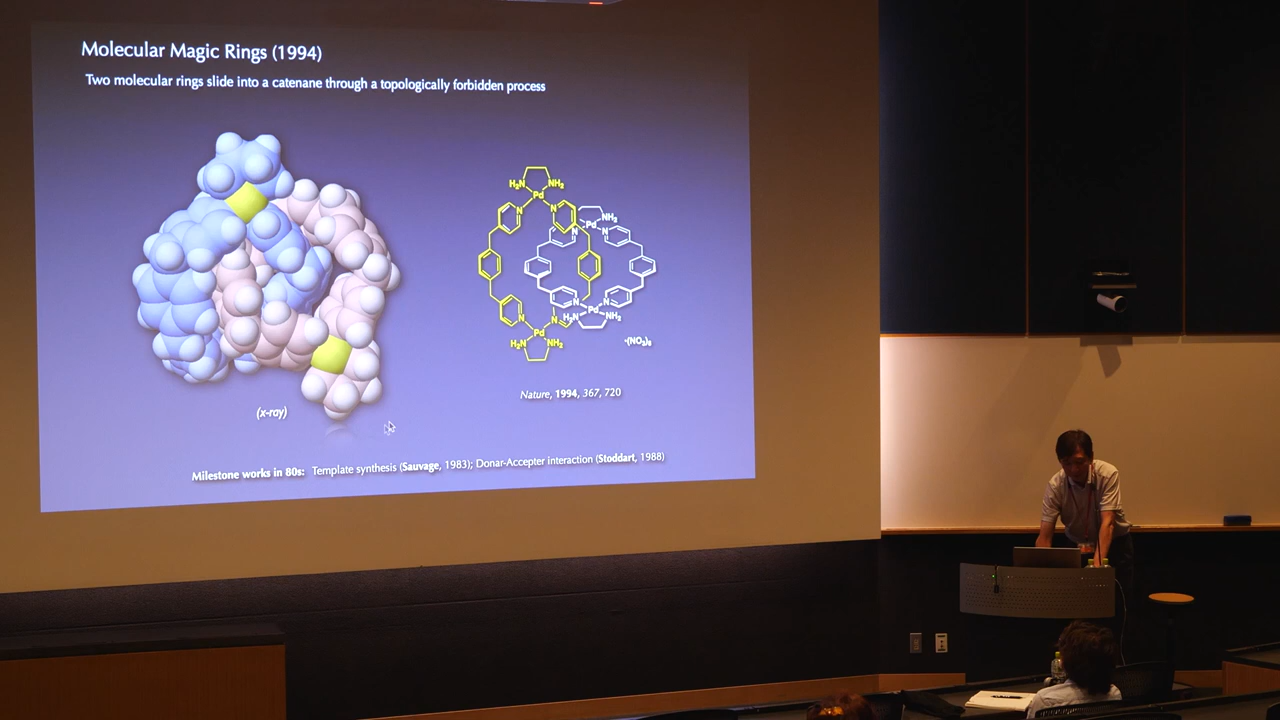 Molecular Magic Rings (1994)
Two molecular rings slide into a catenane through a topologically forbidden process
H₂N NH₂
Pd
N N
Pd NH₂
N N
N N
N N Pd
Pd H₂N NH₂
H₂N NH₂
·(NO₃)₈
(x-ray)
Nature, 1994, 367, 720
Milestone works in 80s: Template synthesis (Sauvage, 1983); Donar-Accepter interaction (Stoddart, 1988)